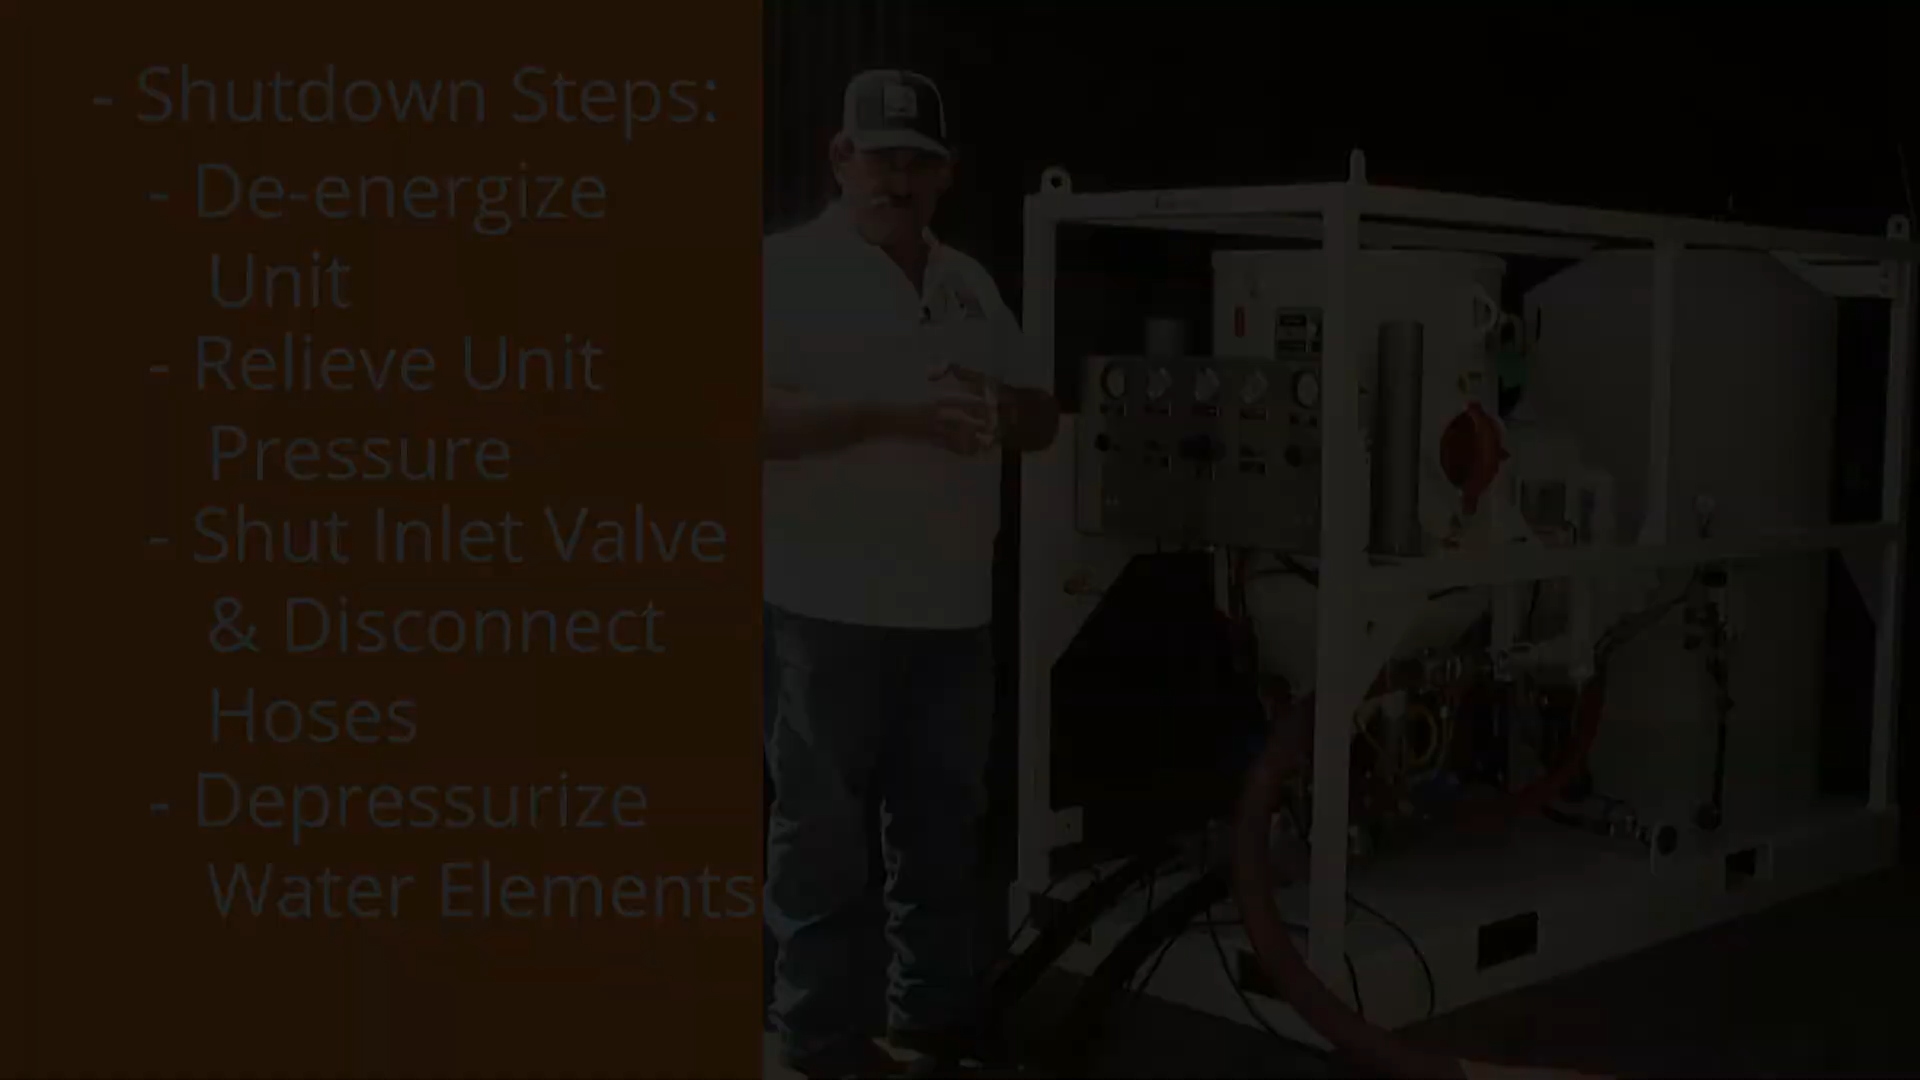 - Shutdown Steps:
- De-energize
Unit
- Relieve Unit
Pressure
- Shut Inlet Valve
& Disconnect
Hoses
- Depressurize
Water Elements